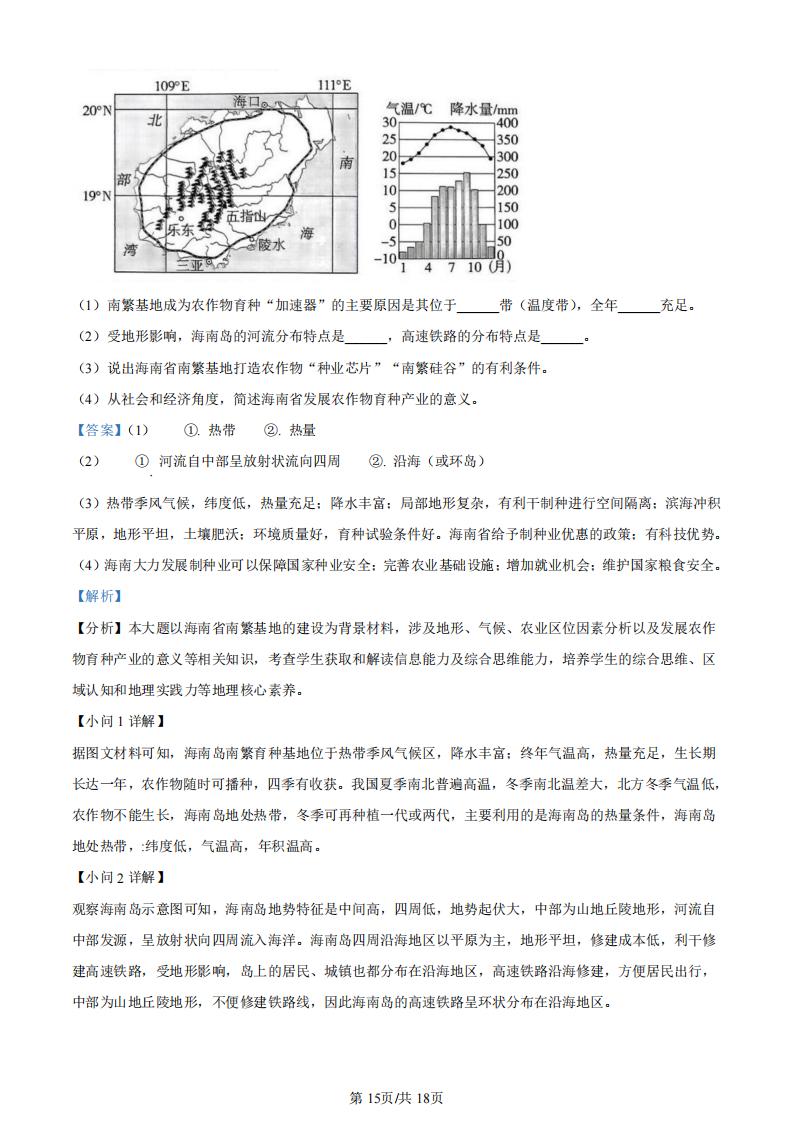 109°E 111°E
20°N 海口
北
部 南
19°N
五指山
乐东 海
湾 陵水
三亚
气温/℃ 降水量/mm
30 400
25 350
20 300
15 250
10 200
5 150
0 100
-5 50
-10 0
1 4 7 10 (月)
(1)南繁基地成为农作物育种“加速器”的主要原因是其位于______带(温度带),全年______充足。
(2)受地形影响,海南岛的河流分布特点是______,高速铁路的分布特点是______。
(3)说出海南省南繁基地打造农作物“种业芯片”“南繁硅谷”的有利条件。
(4)从社会和经济角度,简述海南省发展农作物育种产业的意义。
【答案】(1) ①. 热带 ②. 热量
(2) ①. 河流自中部呈放射状流向四周 ②. 沿海(或环岛)
(3)热带季风气候,纬度低,热量充足;降水丰富;局部地形复杂,有利干制种进行空间隔离;滨海冲积
平原,地形平坦,土壤肥沃;环境质量好,育种试验条件好。海南省给予制种业优惠的政策;有科技优势。
(4)海南大力发展制种业可以保障国家种业安全;完善农业基础设施;增加就业机会;维护国家粮食安全。
【解析】
【分析】本大题以海南省南繁基地的建设为背景材料,涉及地形、气候、农业区位因素分析以及发展农作
物育种产业的意义等相关知识,考查学生获取和解读信息能力及综合思维能力,培养学生的综合思维、区
域认知和地理实践力等地理核心素养。
【小问 1 详解】
据图文材料可知,海南岛南繁育种基地位于热带季风气候区,降水丰富;终年气温高,热量充足,生长期
长达一年,农作物随时可播种,四季有收获。我国夏季南北普遍高温,冬季南北温差大,北方冬季气温低,
农作物不能生长,海南岛地处热带,冬季可再种植一代或两代,主要利用的是海南岛的热量条件,海南岛
地处热带,:纬度低,气温高,年积温高。
【小问 2 详解】
观察海南岛示意图可知,海南岛地势特征是中间高,四周低,地势起伏大,中部为山地丘陵地形,河流自
中部发源,呈放射状向四周流入海洋。海南岛四周沿海地区以平原为主,地形平坦,修建成本低,利干修
建高速铁路,受地形影响,岛上的居民、城镇也都分布在沿海地区,高速铁路沿海修建,方便居民出行,
中部为山地丘陵地形,不便修建铁路线,因此海南岛的高速铁路呈环状分布在沿海地区。
第 15页/共 18页